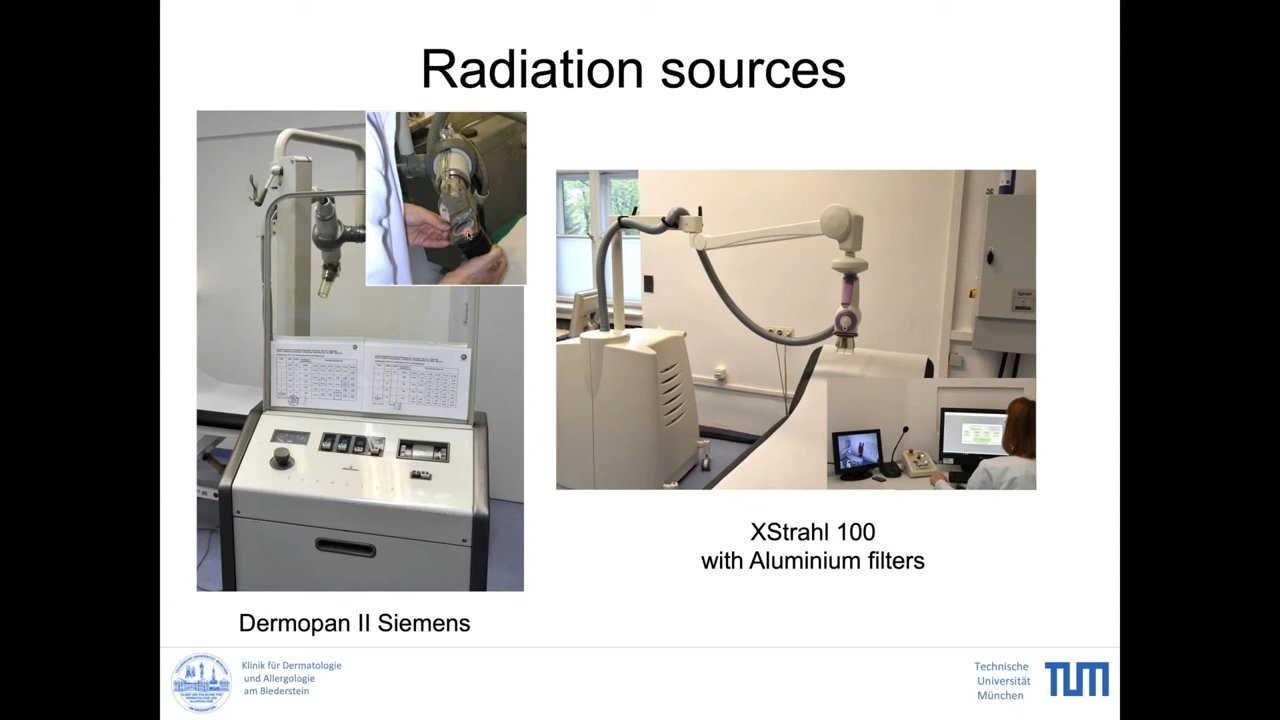 Radiation sources
XStrahl 100
with Aluminium filters
Dermopan II Siemens
Klinik für Dermatologie
und Allergologie
am Biederstein
Technische
Universität
München
TUM